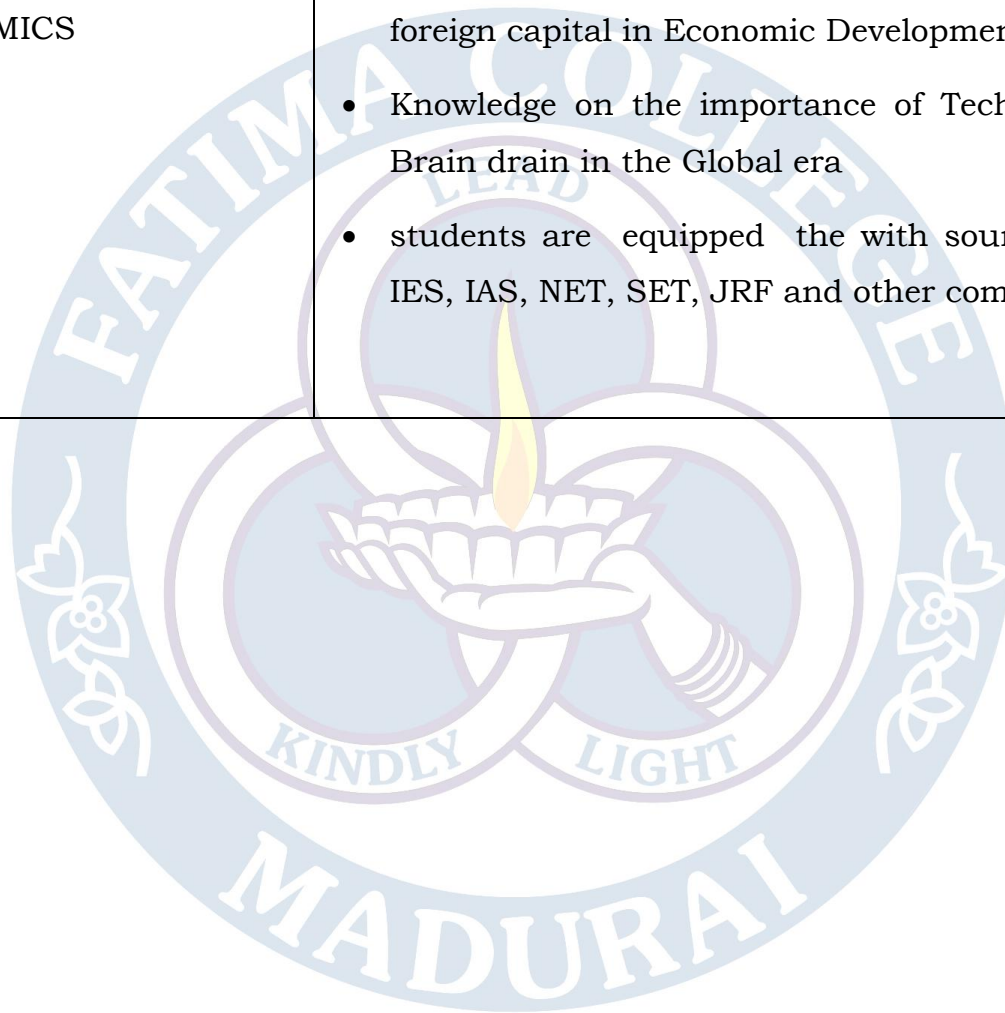 MICS
foreign capital in Economic Developmen
• Knowledge on the importance of Tech
Brain drain in the Global era
• students are equipped the with sour
IES, IAS, NET, SET, JRF and other com
FATIMA COLLEGE
LEAD
KINDLY
LIGHT
MADURAI